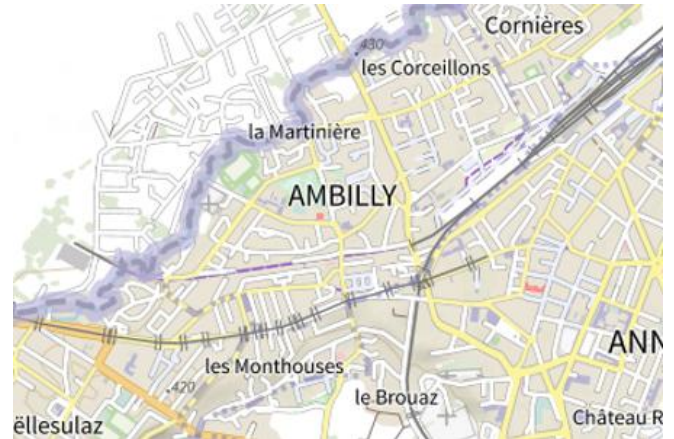 Cornières
430
les Corceillons
la Martinière
AMBILLY
ANN
les Monthouses
420
le Brouaz
ëllesulaz
Château R